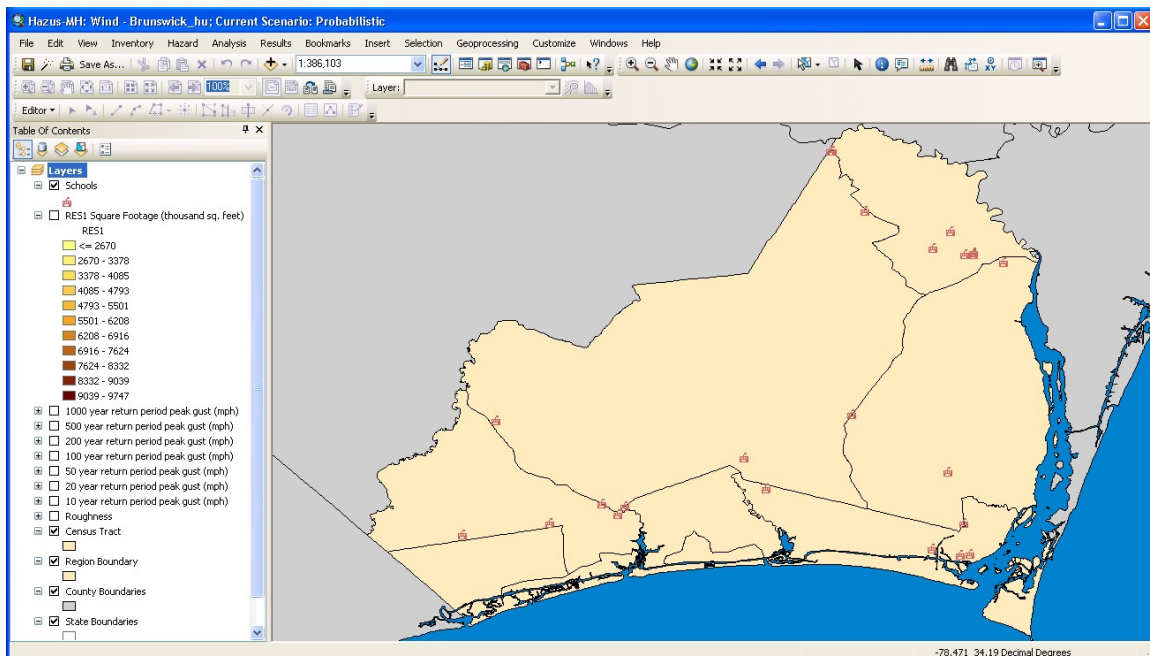 Hazus-MH: Wind - Brunswick_hu; Current Scenario: Probabilistic
File Edit View Inventory Hazard Analysis Results Bookmarks Insert Selection Geoprocessing Customize Windows Help
Save As... 1:386,103
100% Layer:
Editor
Table Of Contents
Layers
Schools
RES1 Square Footage (thousand sq. feet)
RES1
<= 2670
2670 - 3378
3378 - 4085
4085 - 4793
4793 - 5501
5501 - 6208
6208 - 6916
6916 - 7624
7624 - 8332
8332 - 9039
9039 - 9747
1000 year return period peak gust (mph)
500 year return period peak gust (mph)
200 year return period peak gust (mph)
100 year return period peak gust (mph)
50 year return period peak gust (mph)
20 year return period peak gust (mph)
10 year return period peak gust (mph)
Roughness
Census Tract
Region Boundary
County Boundaries
State Boundaries
-78.471 34.19 Decimal Degrees